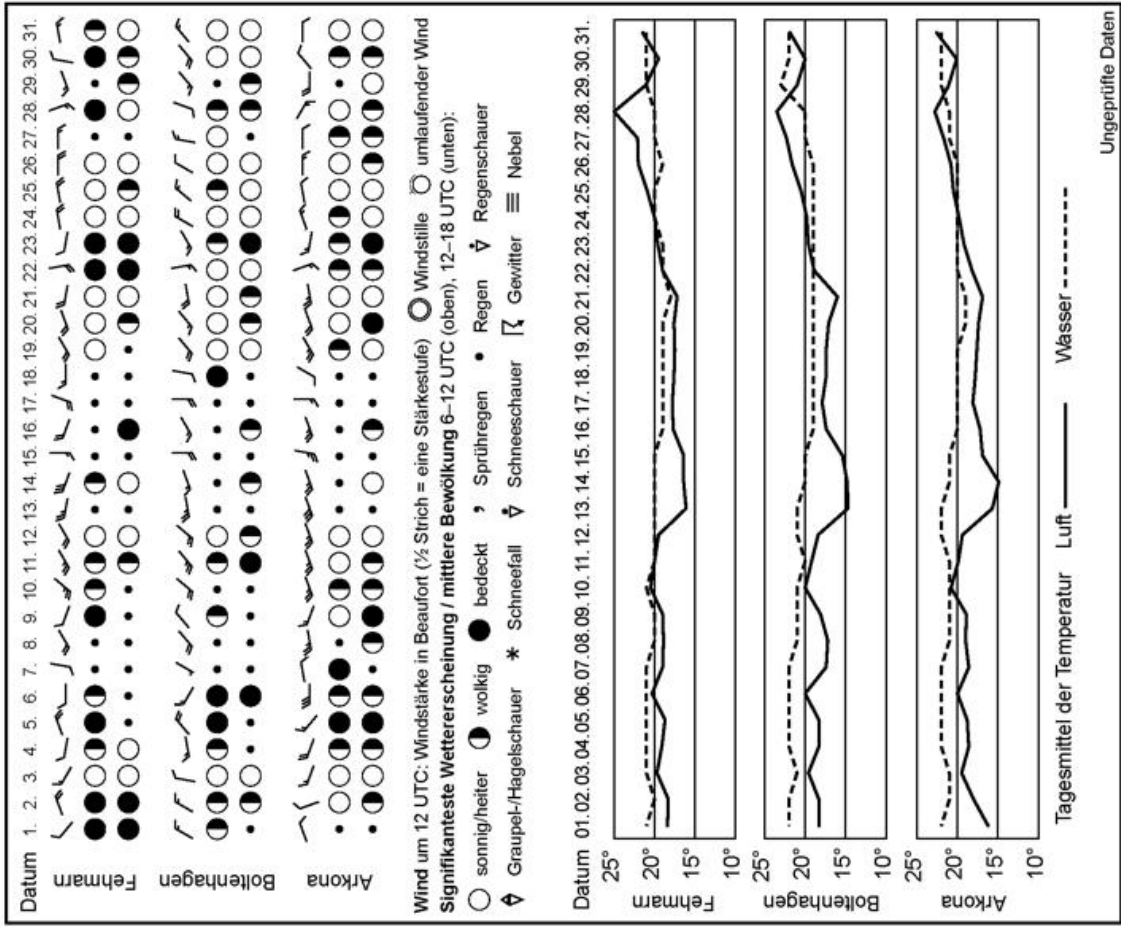 Datum 1. 2. 3. 4. 5. 6. 7. 8. 9. 10. 11. 12. 13. 14. 15. 16. 17. 18. 19. 20. 21. 22. 23. 24. 25. 26. 27. 28. 29. 30. 31.
Fehmarn
Boltenhagen
Arkona
Wind um 12 UTC: Windstärke in Beaufort (½ Strich = eine Stärkestufe) Windstille umlaufender Wind
Signifikanteste Wettererscheinung / mittlere Bewölkung 6–12 UTC (oben), 12–18 UTC (unten):
sonnig/heiter wolkig bedeckt Sprühregen Regen Regenschauer
Graupel-/Hagelschauer Schneefall Schneeschauer Gewitter Nebel
Datum 01. 02. 03. 04. 05. 06. 07. 08. 09. 10. 11. 12. 13. 14. 15. 16. 17. 18. 19. 20. 21. 22. 23. 24. 25. 26. 27. 28. 29. 30. 31.
Fehmarn
25°
20°
15°
10°
Boltenhagen
25°
20°
15°
10°
Arkona
25°
20°
15°
10°
Tagesmittel der Temperatur Luft Wasser
Ungeprüfte Daten